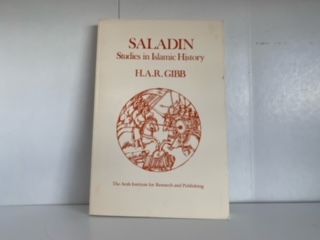 SALADIN
Studies in Islamic History
H.A.R. GIBB
The Arab Institute for Research and Publishing